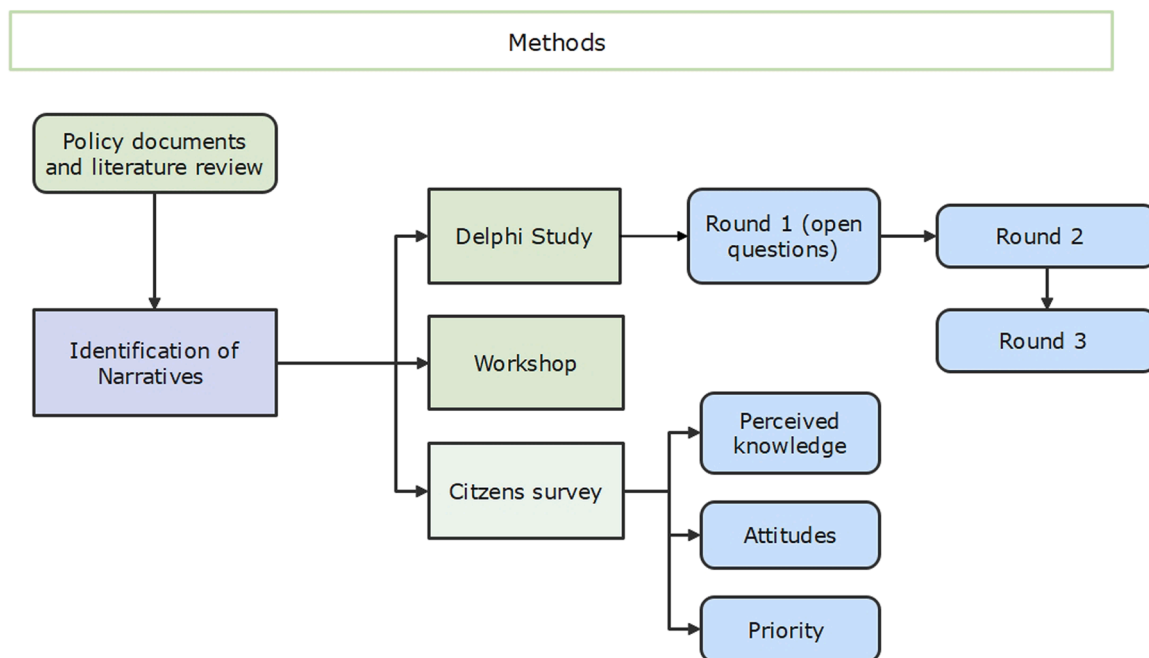 Methods
Policy documents
and literature review
Identification of
Narratives
Delphi Study
Workshop
Citzens survey
Round 1 (open
questions)
Round 2
Round 3
Perceived
knowledge
Attitudes
Priority